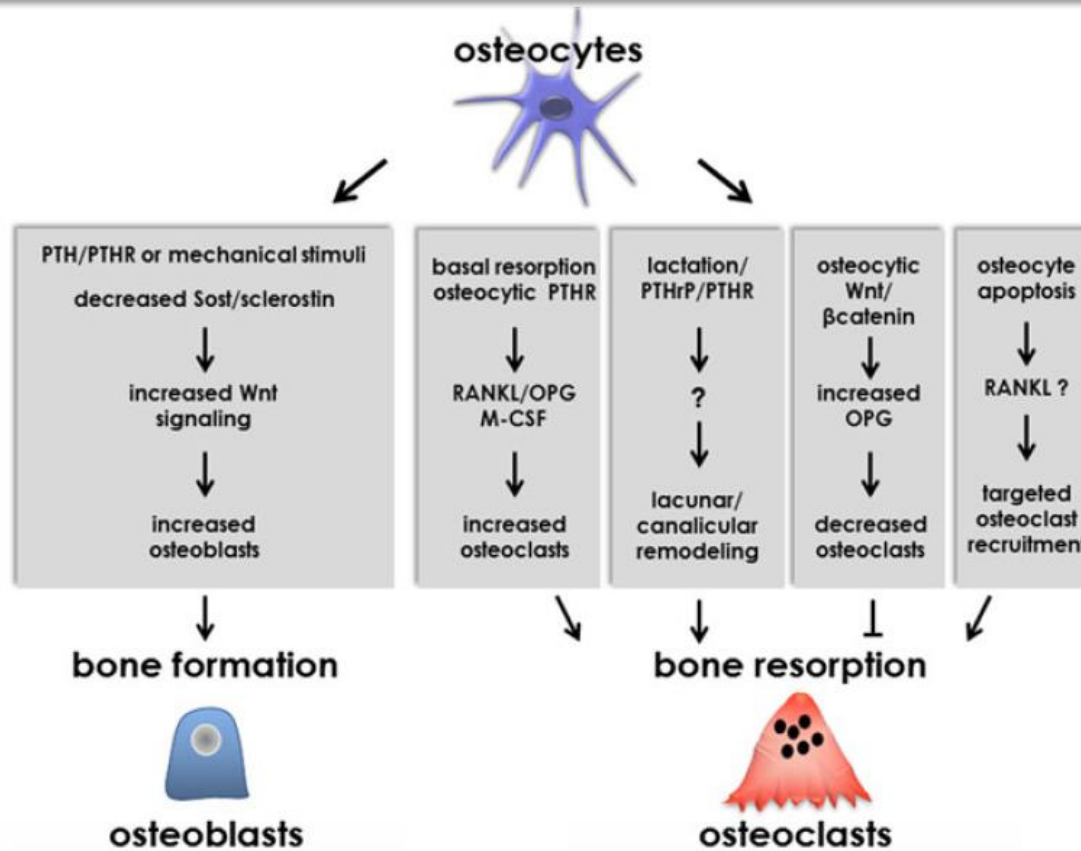 osteocytes
PTH/PTHR or mechanical stimuli
decreased Sost/sclerostin
increased Wnt
signaling
increased
osteoblasts
basal resorption
osteocytic PTHR
RANKL/OPG
M-CSF
increased
osteoclasts
lactation/
PTHrP/PTHR
?
lacunar/
canalicular
remodeling
osteocytic
Wnt/
βcatenin
increased
OPG
decreased
osteoclasts
osteocyte
apoptosis
RANKL ?
targeted
osteoclast
recruitmen
bone formation
bone resorption
osteoblasts
osteoclasts